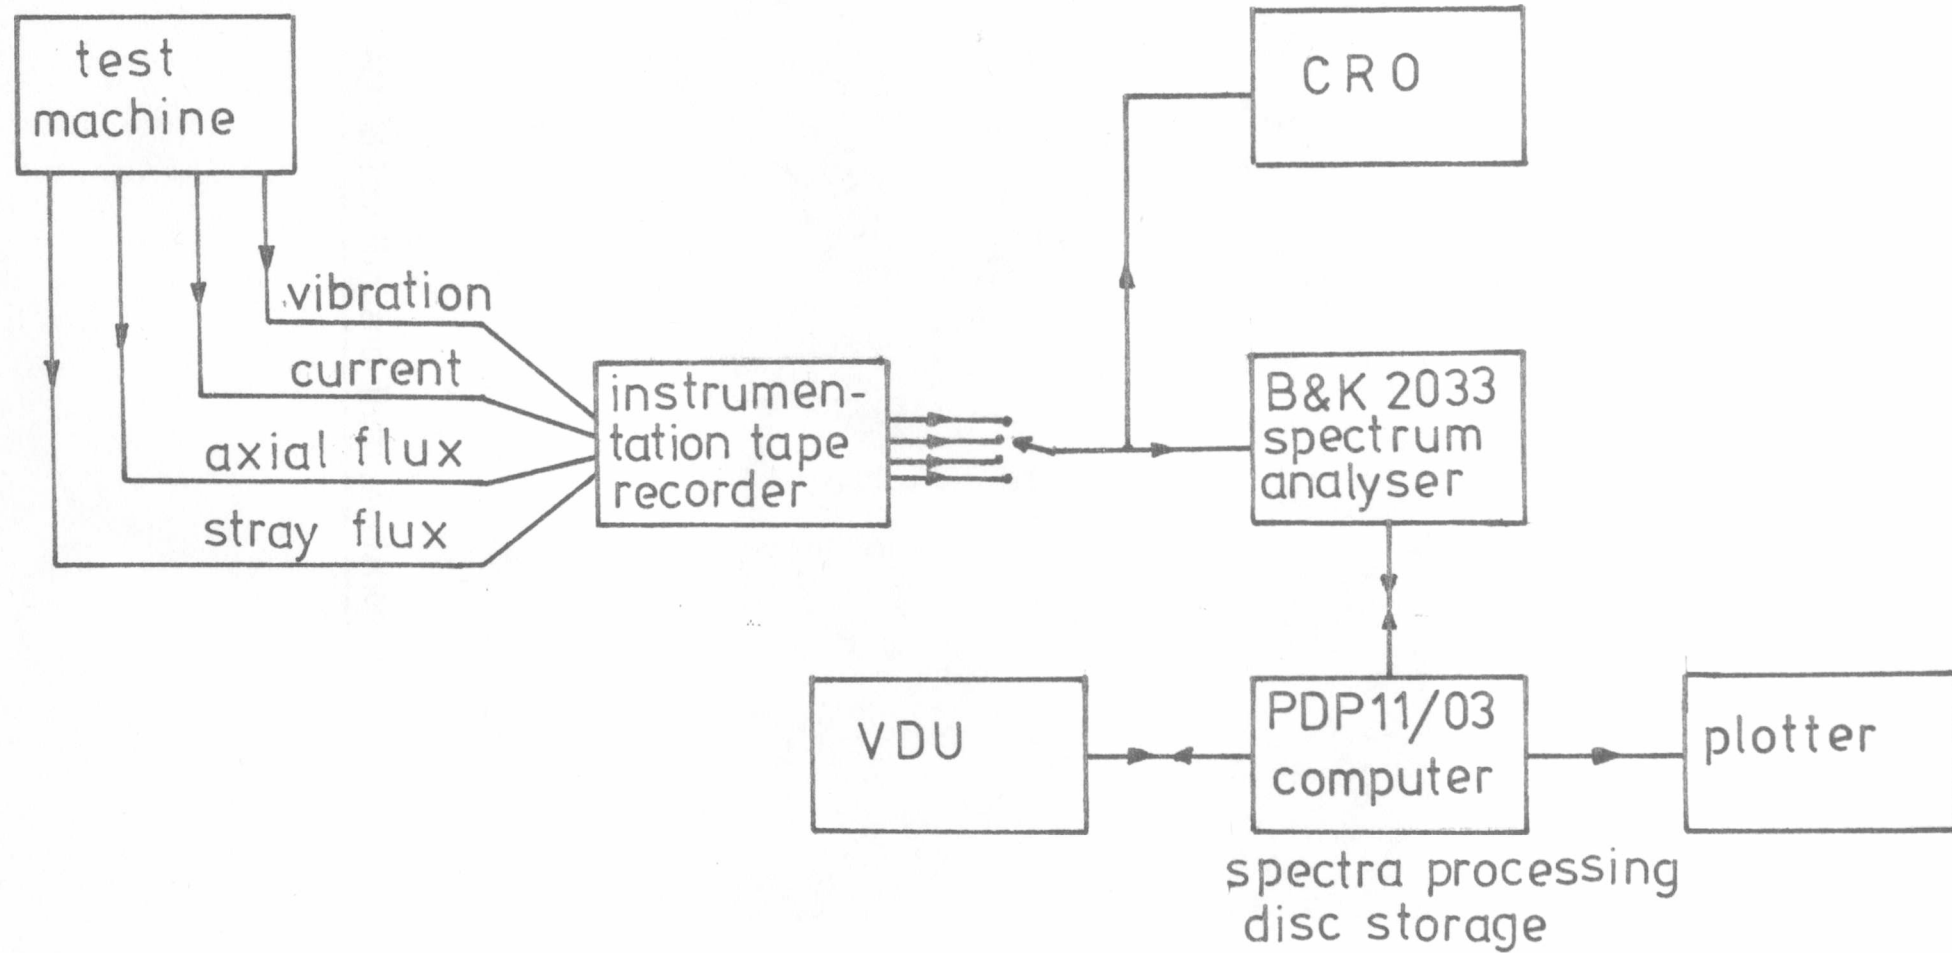 test
machine
CRO
vibration
current
axial flux
stray flux
instrumen-
tation tape
recorder
B&K 2033
spectrum
analyser
VDU
PDP11/03
computer
plotter
spectra processing
disc storage